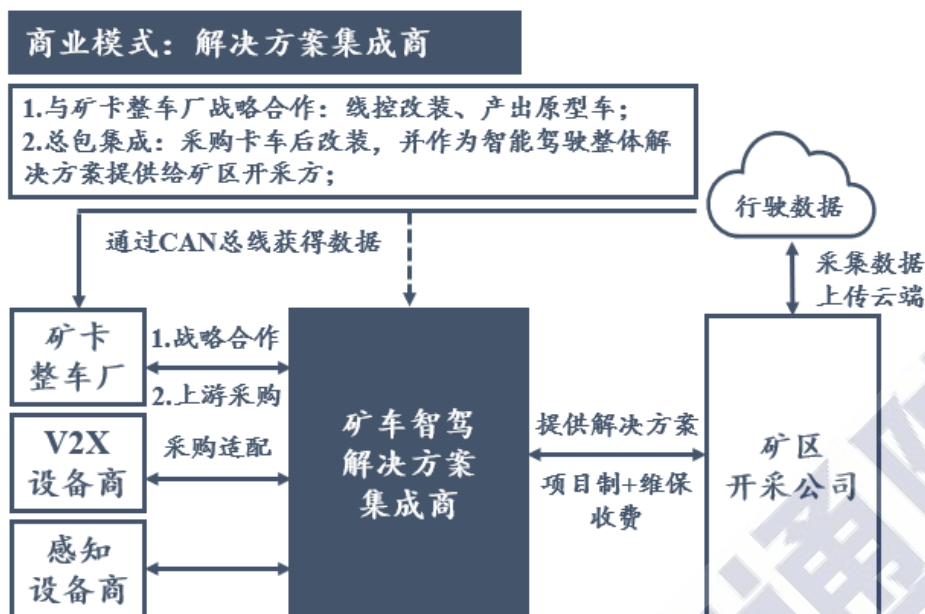 商业模式：解决方案集成商
1.与矿卡整车厂战略合作：线控改装、产出原型车；
2.总包集成：采购卡车后改装，并作为智能驾驶整体解
决方案提供给矿区开采方；
行驶数据
通过CAN总线获得数据
采集数据
上传云端
矿卡
整车厂
1.战略合作
2.上游采购
V2X
设备商
采购适配
感知
设备商
矿车智驾
解决方案
集成商
提供解决方案
项目制+维保
收费
矿区
开采公司